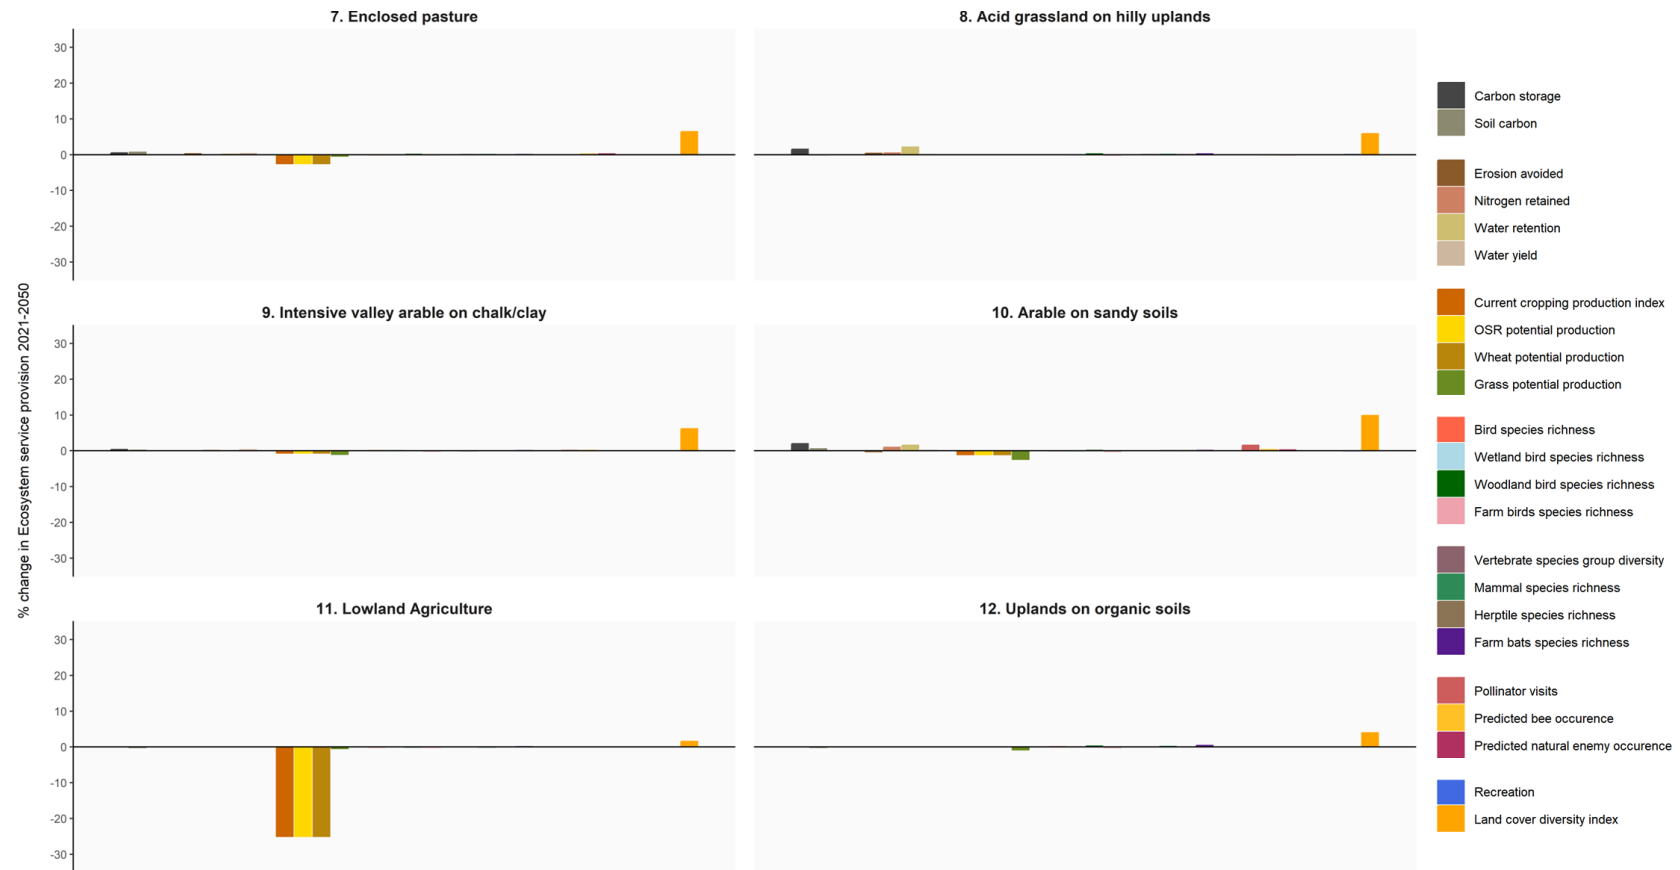 7. Enclosed pasture
8. Acid grassland on hilly uplands
30
20
10
0
-10
-20
-30
9. Intensive valley arable on chalk/clay
10. Arable on sandy soils
30
20
10
0
-10
-20
-30
11. Lowland Agriculture
12. Uplands on organic soils
30
20
10
0
-10
-20
-30
% change in Ecosystem service provision 2021-2050
Carbon storage
Soil carbon
Erosion avoided
Nitrogen retained
Water retention
Water yield
Current cropping production index
OSR potential production
Wheat potential production
Grass potential production
Bird species richness
Wetland bird species richness
Woodland bird species richness
Farm birds species richness
Vertebrate species group diversity
Mammal species richness
Herptile species richness
Farm bats species richness
Pollinator visits
Predicted bee occurence
Predicted natural enemy occurence
Recreation
Land cover diversity index